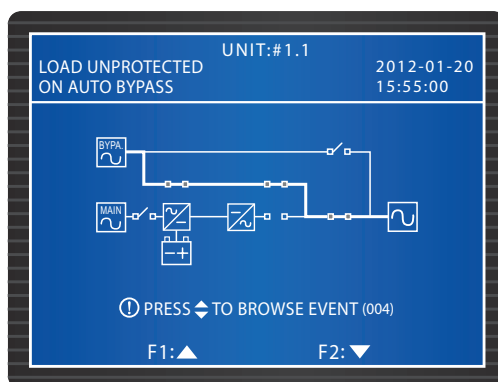 UNIT:#1.1
LOAD UNPROTECTED
ON AUTO BYPASS
2012-01-20
15:55:00
BYPA.
MAIN
PRESS TO BROWSE EVENT (004)
F1:
F2: